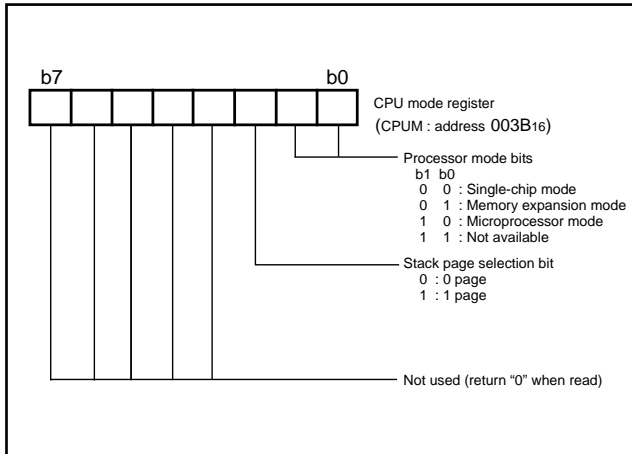 b7 b0
CPU mode register
(CPUM : address 003B16)
Processor mode bits
b1 b0
0 0 : Single-chip mode
0 1 : Memory expansion mode
1 0 : Microprocessor mode
1 1 : Not available
Stack page selection bit
0 : 0 page
1 : 1 page
Not used (return “0” when read)